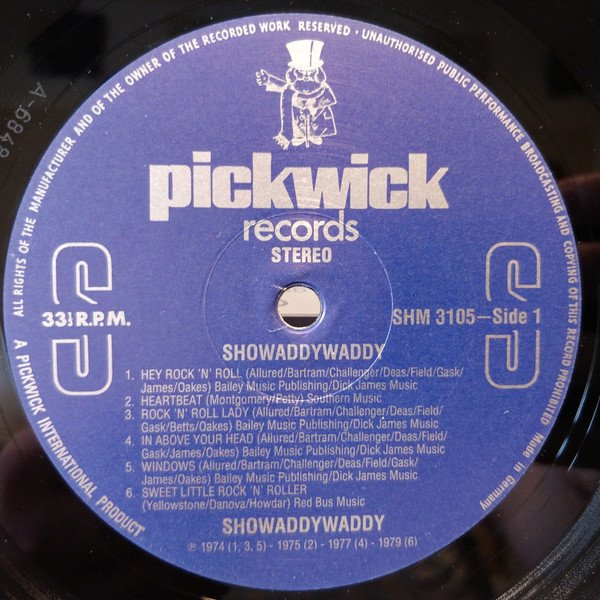 ALL RIGHTS OF THE MANUFACTURER AND OF THE OWNER OF THE RECORDED WORK RESERVED · UNAUTHORISED PUBLIC PERFORMANCE BROADCASTING AND COPYING OF THIS RECORD PROHIBITED
Made in Germany
A PICKWICK INTERNATIONAL PRODUCT
pickwick
records
STEREO
33⅓ R.P.M.
SHM 3105–Side 1
SHOWADDYWADDY
1. HEY ROCK 'N' ROLL (Allured/Bartram/Challenger/Deas/Field/Gask/
James/Oakes) Bailey Music Publishing/Dick James Music
2. HEARTBEAT (Montgomery/Petty) Southern Music
3. ROCK 'N' ROLL LADY (Allured/Bartram/Challenger/Deas/Field/
Gask/Betts/Oakes) Bailey Music Publishing/Dick James Music
4. IN ABOVE YOUR HEAD (Allured/Bartram/Challenger/Deas/Field/
Gask/James/Oakes) Bailey Music Publishing/Dick James Music
5. WINDOWS (Allured/Bartram/Challenger/Deas/Field/Gask/
James/Oakes) Bailey Music Publishing/Dick James Music
6. SWEET LITTLE ROCK 'N' ROLLER
(Yellowstone/Danova/Howdar) Red Bus Music
SHOWADDYWADDY
℗ 1974 (1, 3, 5) - 1975 (2) - 1977 (4) - 1979 (6)